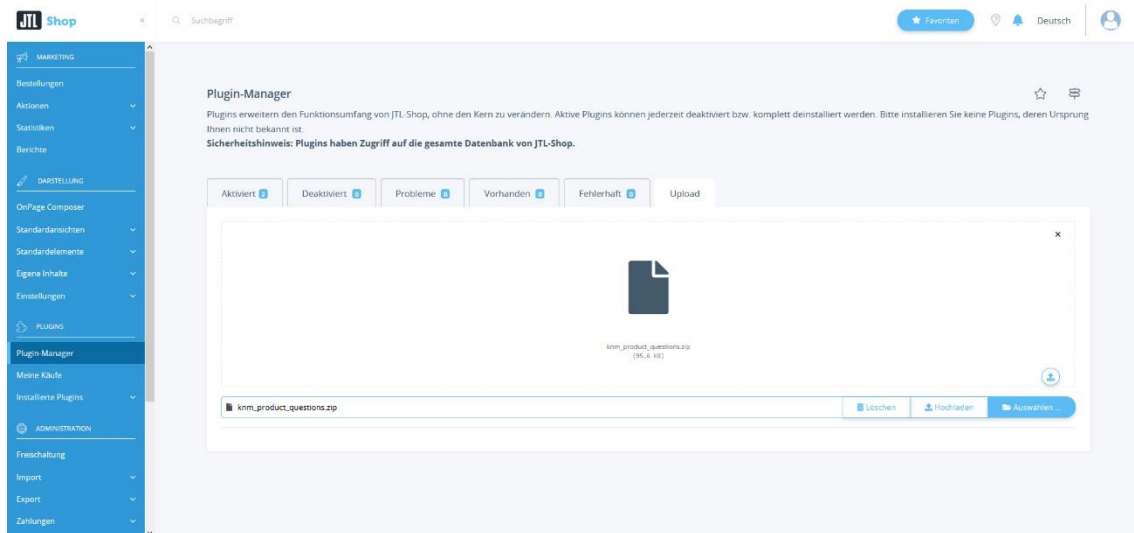 JTL Shop
Suchbegriff
Favoriten
Deutsch
MARKETING
Bestellungen
Aktionen
Statistiken
Berichte
DARSTELLUNG
OnPage Composer
Standardansichten
Standardelemente
Eigene Inhalte
Einstellungen
PLUGINS
Plugin-Manager
Meine Käufe
Installierte Plugins
ADMINISTRATION
Freischaltung
Import
Export
Zahlungen
Plugin-Manager
Plugins erweitern den Funktionsumfang von JTL-Shop, ohne den Kern zu verändern. Aktive Plugins können jederzeit deaktiviert bzw. komplett deinstalliert werden. Bitte installieren Sie keine Plugins, deren Ursprung
Ihnen nicht bekannt ist.
Sicherheitshinweis: Plugins haben Zugriff auf die gesamte Datenbank von JTL-Shop.
Aktiviert 2 Deaktiviert 0 Probleme Vorhanden 0 Fehlerhaft 0 Upload
knm_product_questions.zip
(95.6 KB)
knm_product_questions.zip Löschen Hochladen Auswählen ...